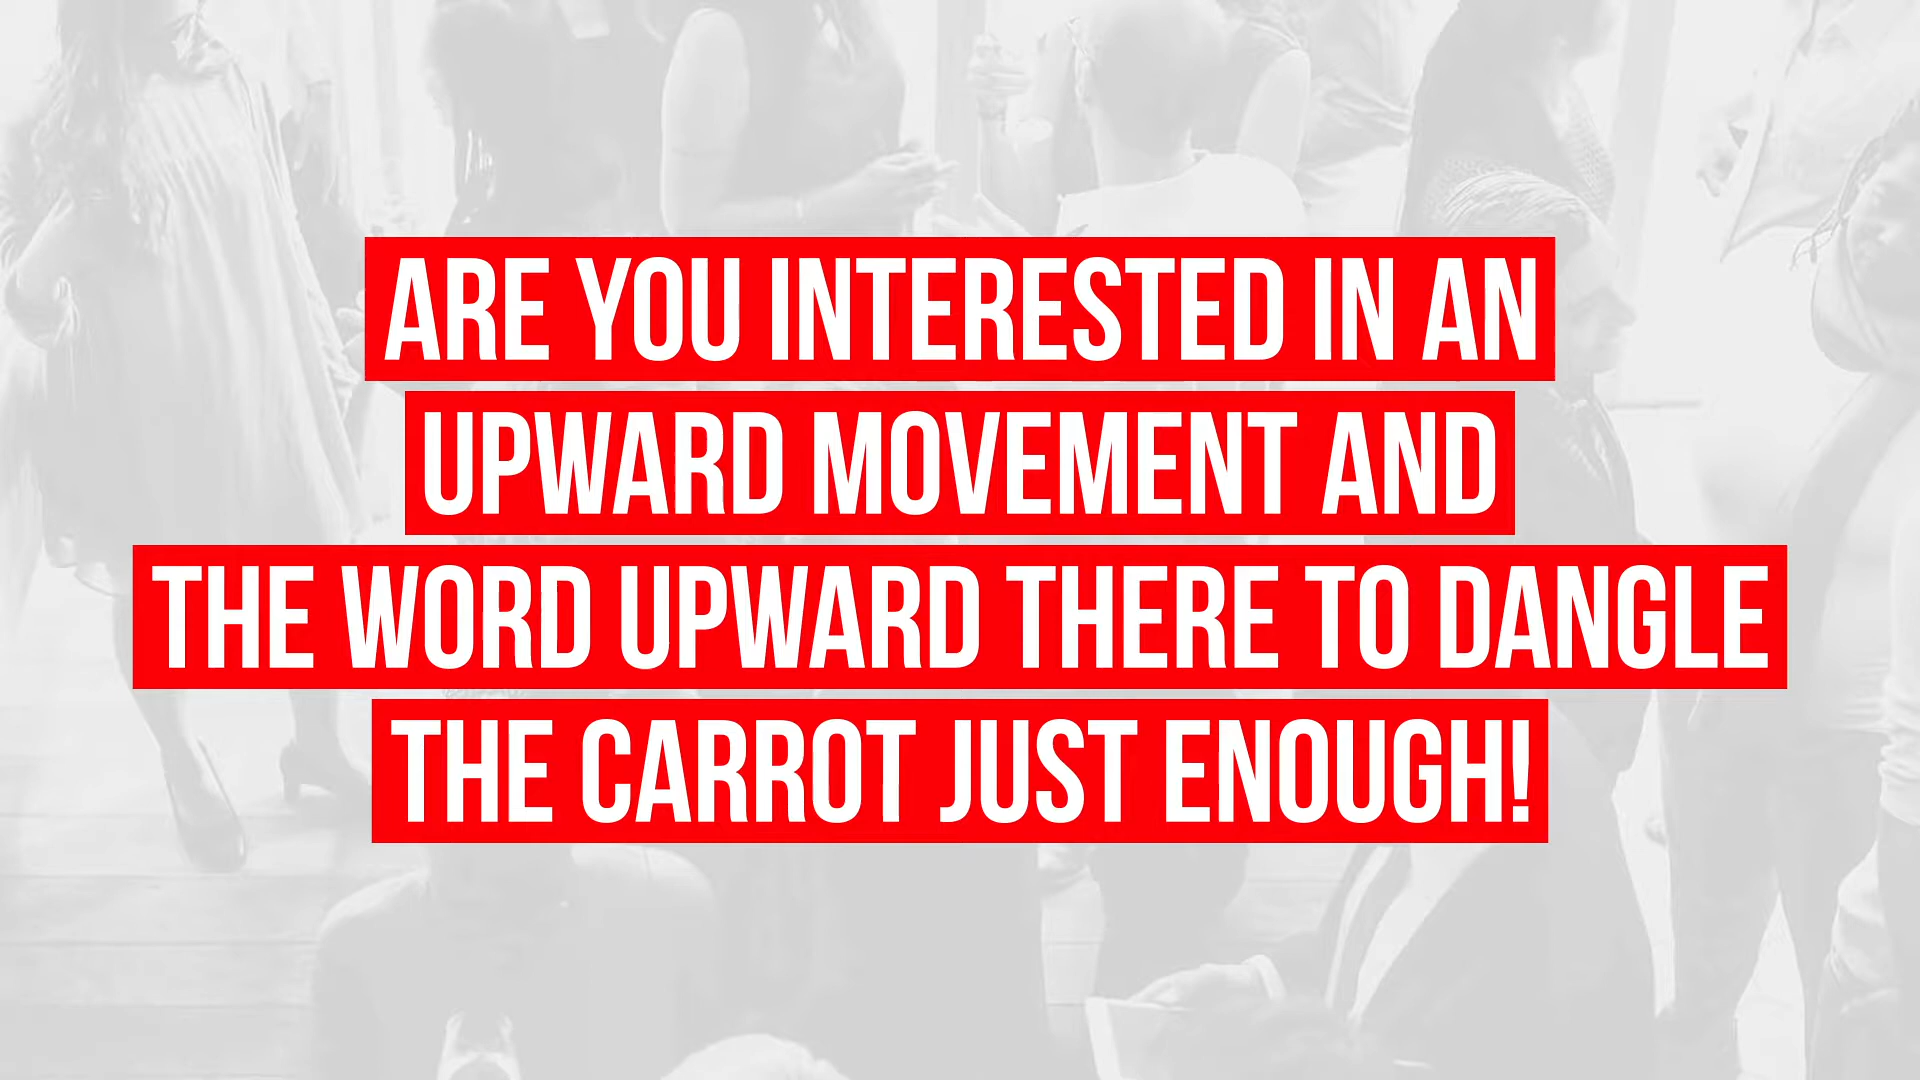 ARE YOU INTERESTED IN AN
UPWARD MOVEMENT AND
THE WORD UPWARD THERE TO DANGLE
THE CARROT JUST ENOUGH!